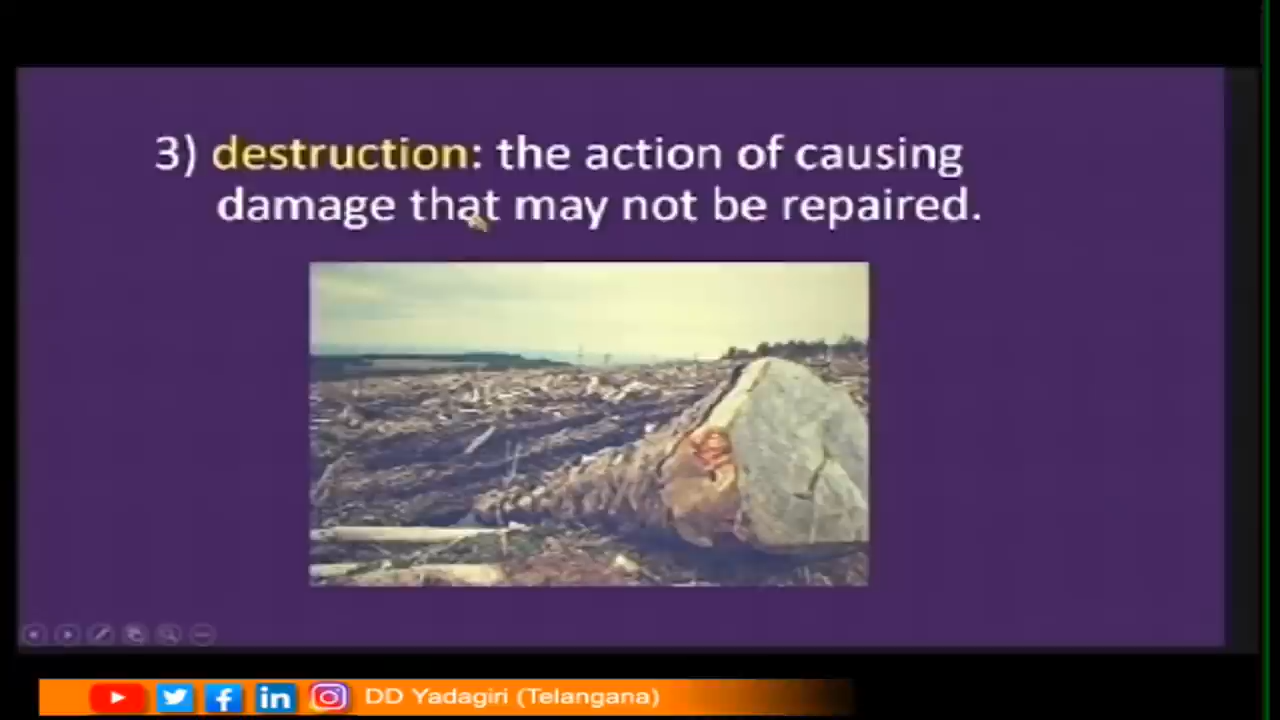 3) destruction: the action of causing
damage that may not be repaired.
DD Yadagiri (Telangana)